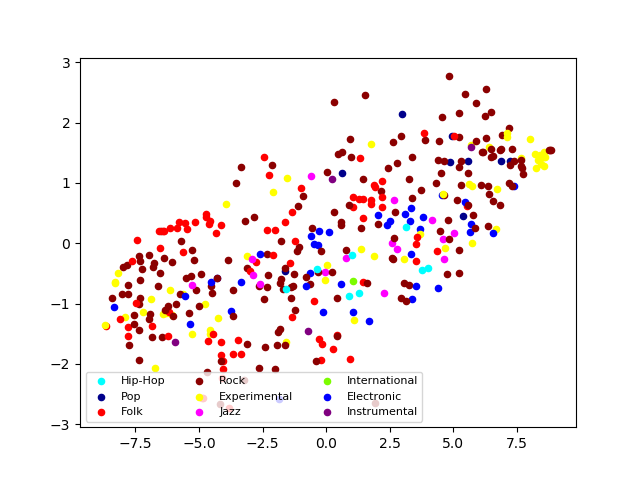 3
2
1
0
−1
−2
−3
Hip-Hop Rock International
Pop Experimental Electronic
Folk Jazz Instrumental
−7.5 −5.0 −2.5 0.0 2.5 5.0 7.5